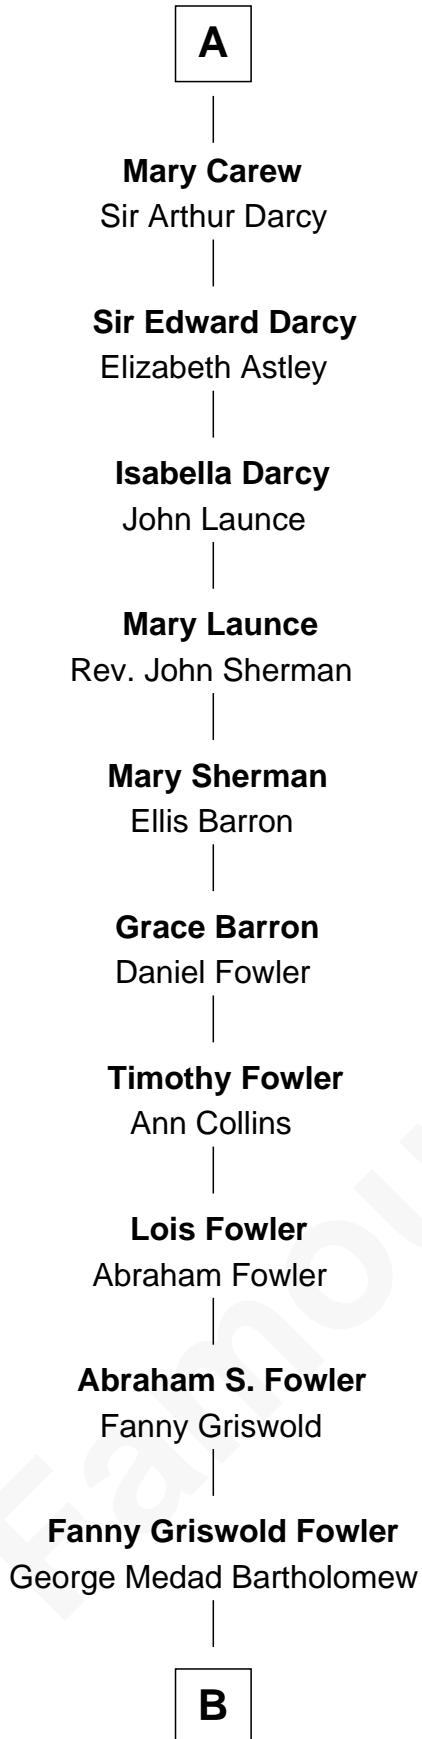 A
Mary Carew
Sir Arthur Darcy
Sir Edward Darcy
Elizabeth Astley
Isabella Darcy
John Launce
Mary Launce
Rev. John Sherman
Mary Sherman
Ellis Barron
Grace Barron
Daniel Fowler
Timothy Fowler
Ann Collins
Lois Fowler
Abraham Fowler
Abraham S. Fowler
Fanny Griswold
Fanny Griswold Fowler
George Medad Bartholomew
B